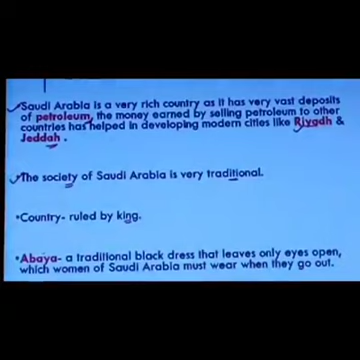 Saudi Arabia is a very rich country as it has very vast deposits
of petroleum, the money earned by selling petroleum to other
countries has helped in developing modern cities like Riyadh &
Jeddah .
The society of Saudi Arabia is very traditional.
•Country- ruled by king.
•Abaya- a traditional black dress that leaves only eyes open,
which women of Saudi Arabia must wear when they go out.